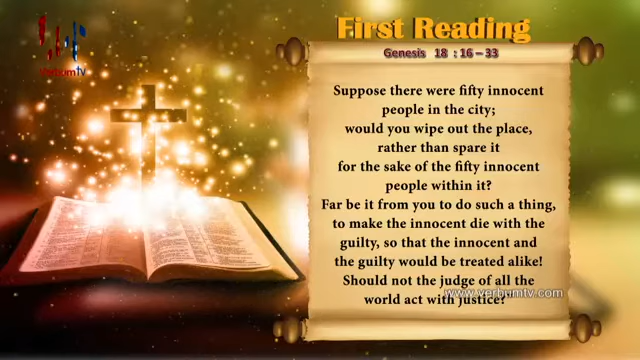 First Reading
Genesis 18 : 16 – 33
VerbumTV
Suppose there were fifty innocent
people in the city;
would you wipe out the place,
rather than spare it
for the sake of the fifty innocent
people within it?
Far be it from you to do such a thing,
to make the innocent die with the
guilty, so that the innocent and
the guilty would be treated alike!
Should not the judge of all the
world act with justice?
www.verbumtv.com